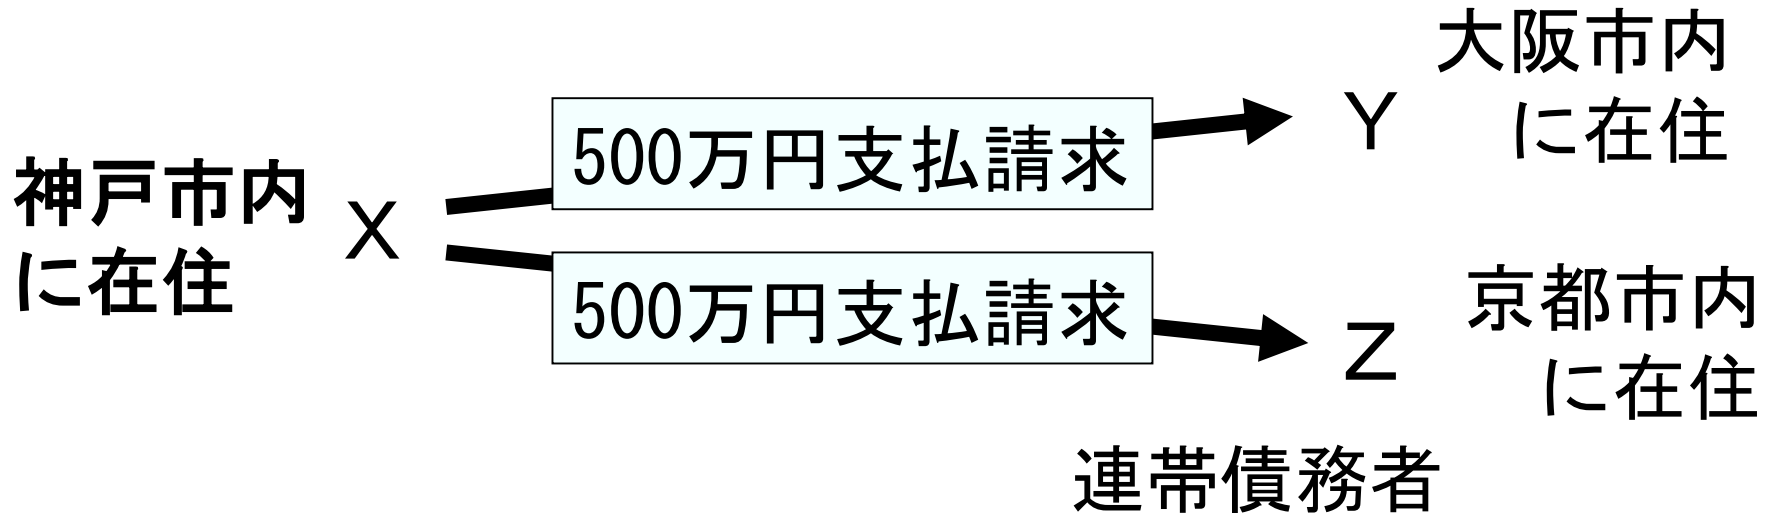 神戸市内
に在住
X
500万円支払請求
500万円支払請求
Y
大阪市内
に在住
Z
京都市内
に在住
連帯債務者